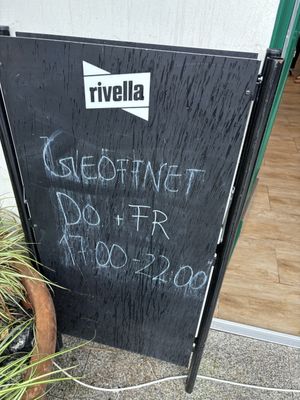 rivella
GEÖFFNET
DO + FR
17:00-22:00